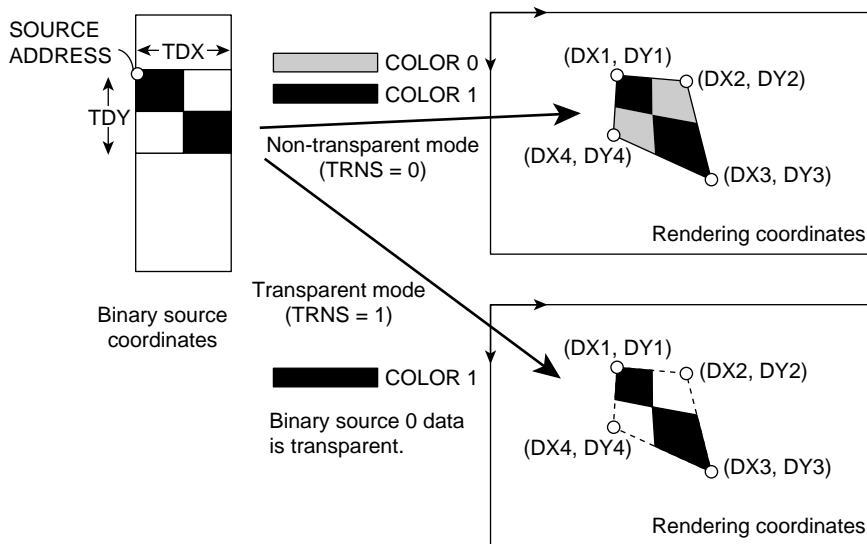 SOURCE
ADDRESS
TDX
TDY
Binary source
coordinates
COLOR 0
COLOR 1
Non-transparent mode
(TRNS = 0)
(DX1, DY1)
(DX2, DY2)
(DX4, DY4)
(DX3, DY3)
Rendering coordinates
Transparent mode
(TRNS = 1)
COLOR 1
Binary source 0 data
is transparent.
(DX1, DY1)
(DX2, DY2)
(DX4, DY4)
(DX3, DY3)
Rendering coordinates